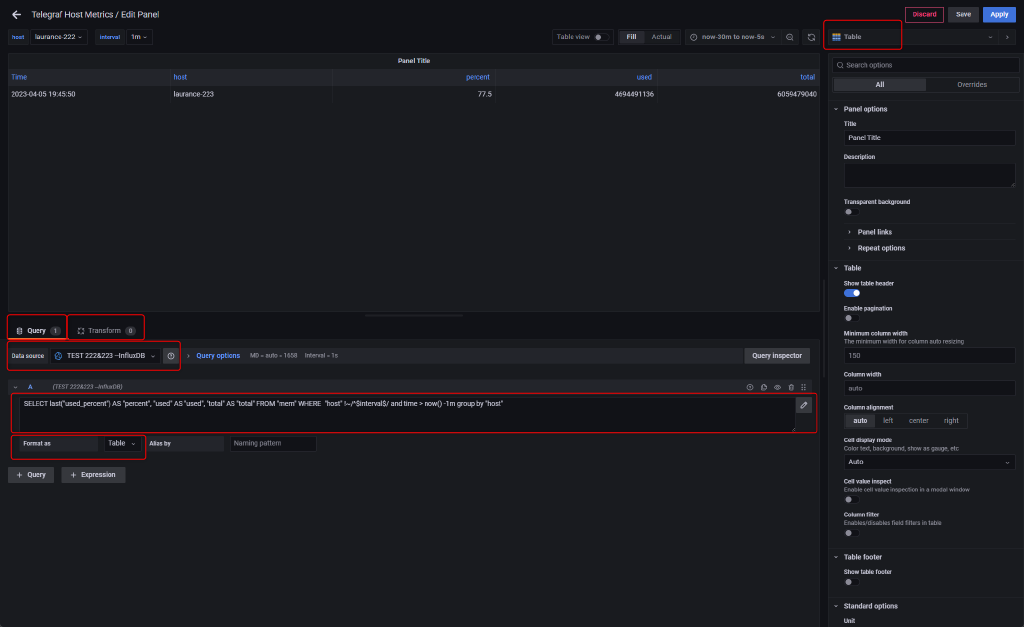 Telegraf Host Metrics / Edit Panel
Discard
Save
Apply
host
laurance-222
interval
1m
Table view
Fill
Actual
now-30m to now-5s
Table
Panel Title
Time
host
percent
used
total
2023-04-05 19:45:50
laurance-223
77.5
4694491136
6059479040
Query
1
Transform
0
Data source
TEST 222&223 --InfluxDB
Query options
MD = auto = 1658
Interval = 1s
Query inspector
A
(TEST 222&223 --InfluxDB)
SELECT last("used_percent") AS "percent", "used" AS "used", "total" AS "total" FROM "mem" WHERE "host" !~ /^$interval$/ and time > now() -1m group by "host"
Format as
Table
Alias by
Naming pattern
+ Query
+ Expression
Search options
All
Overrides
Panel options
Title
Panel Title
Description
Transparent background
Panel links
Repeat options
Table
Show table header
Enable pagination
Minimum column width
The minimum width for column auto resizing
150
Column width
auto
Column alignment
auto
left
center
right
Cell display mode
Color text, background, show as gauge, etc
Auto
Cell value inspect
Enable cell value inspection in a modal window
Column filter
Enables/disables field filters in table
Table footer
Show table footer
Standard options
Unit